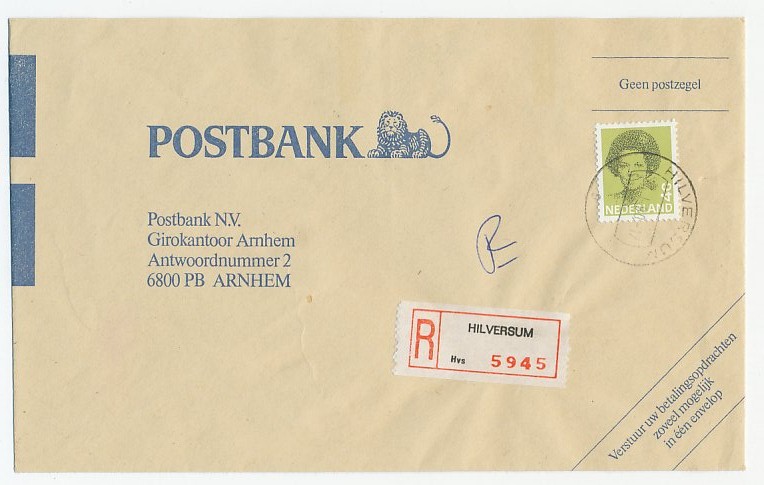 Geen postzegel
POSTBANK
NEDERLAND
HILVERSUM
Postbank N.V.
Girokantoor Arnhem
Antwoordnummer 2
6800 PB ARNHEM
R
R HILVERSUM
Hvs 5945
Verstuur uw betalingsopdrachten
zoveel mogelijk
in één envelop